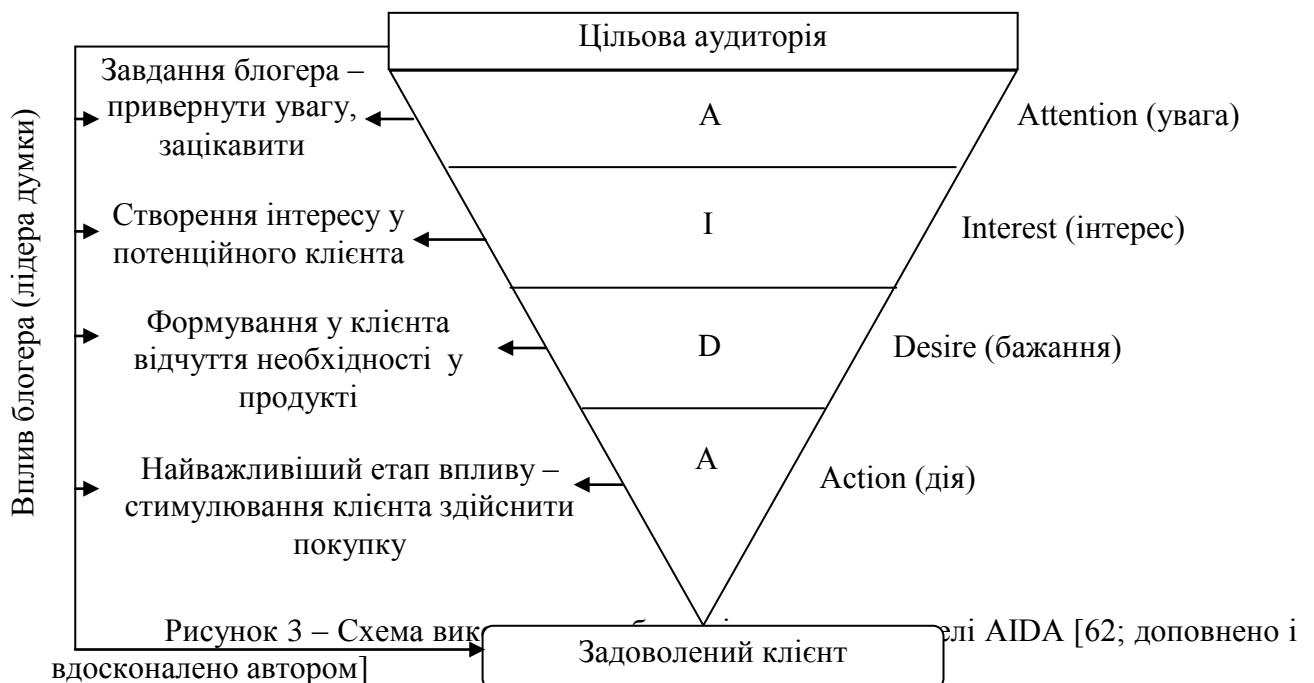 Цільова аудиторія
Вплив блогера (лідера думки)
Завдання блогера –
привернути увагу,
зацікавити
A
Attention (увага)
Створення інтересу у
потенційного клієнта
I
Interest (інтерес)
Формування у клієнта
відчуття необхідності у
продукті
D
Desire (бажання)
Найважливіший етап впливу –
стимулювання клієнта здійснити
покупку
A
Action (дія)
Рисунок 3 – Схема AIDA [62; доповнено і
вдосконалено автором]
Задоволений клієнт